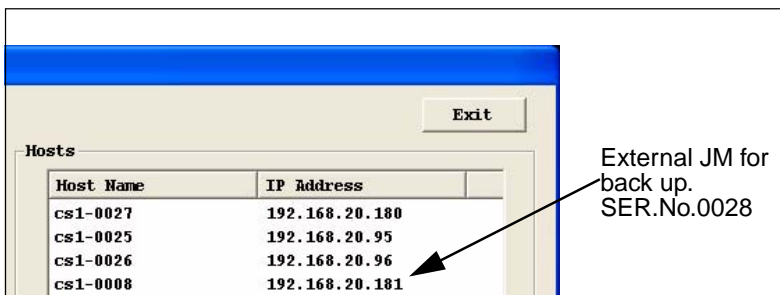 Exit
Hosts
Host Name IP Address
cs1-0027 192.168.20.180
cs1-0025 192.168.20.95
cs1-0026 192.168.20.96
cs1-0008 192.168.20.181
External JM for
back up.
SER.No.0028